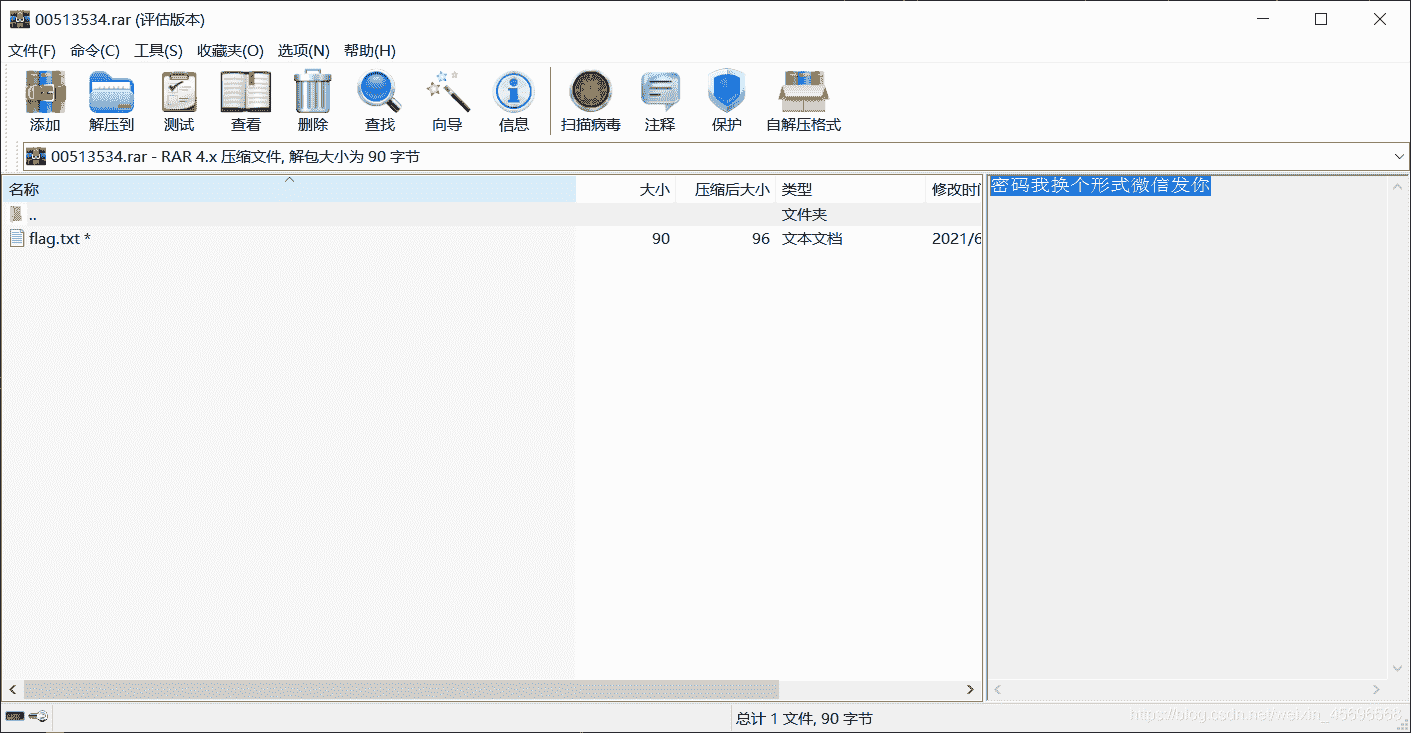 00513534.rar (评估版本)
文件(F) 命令(C) 工具(S) 收藏夹(O) 选项(N) 帮助(H)
添加 解压到 测试 查看 删除 查找 向导 信息 扫描病毒 注释 保护 自解压格式
00513534.rar - RAR 4.x 压缩文件, 解包大小为 90 字节
名称 大小 压缩后大小 类型 修改时
密码我换个形式微信发你
.. 文件夹
flag.txt * 90 96 文本文档 2021/6
总计 1 文件, 90 字节